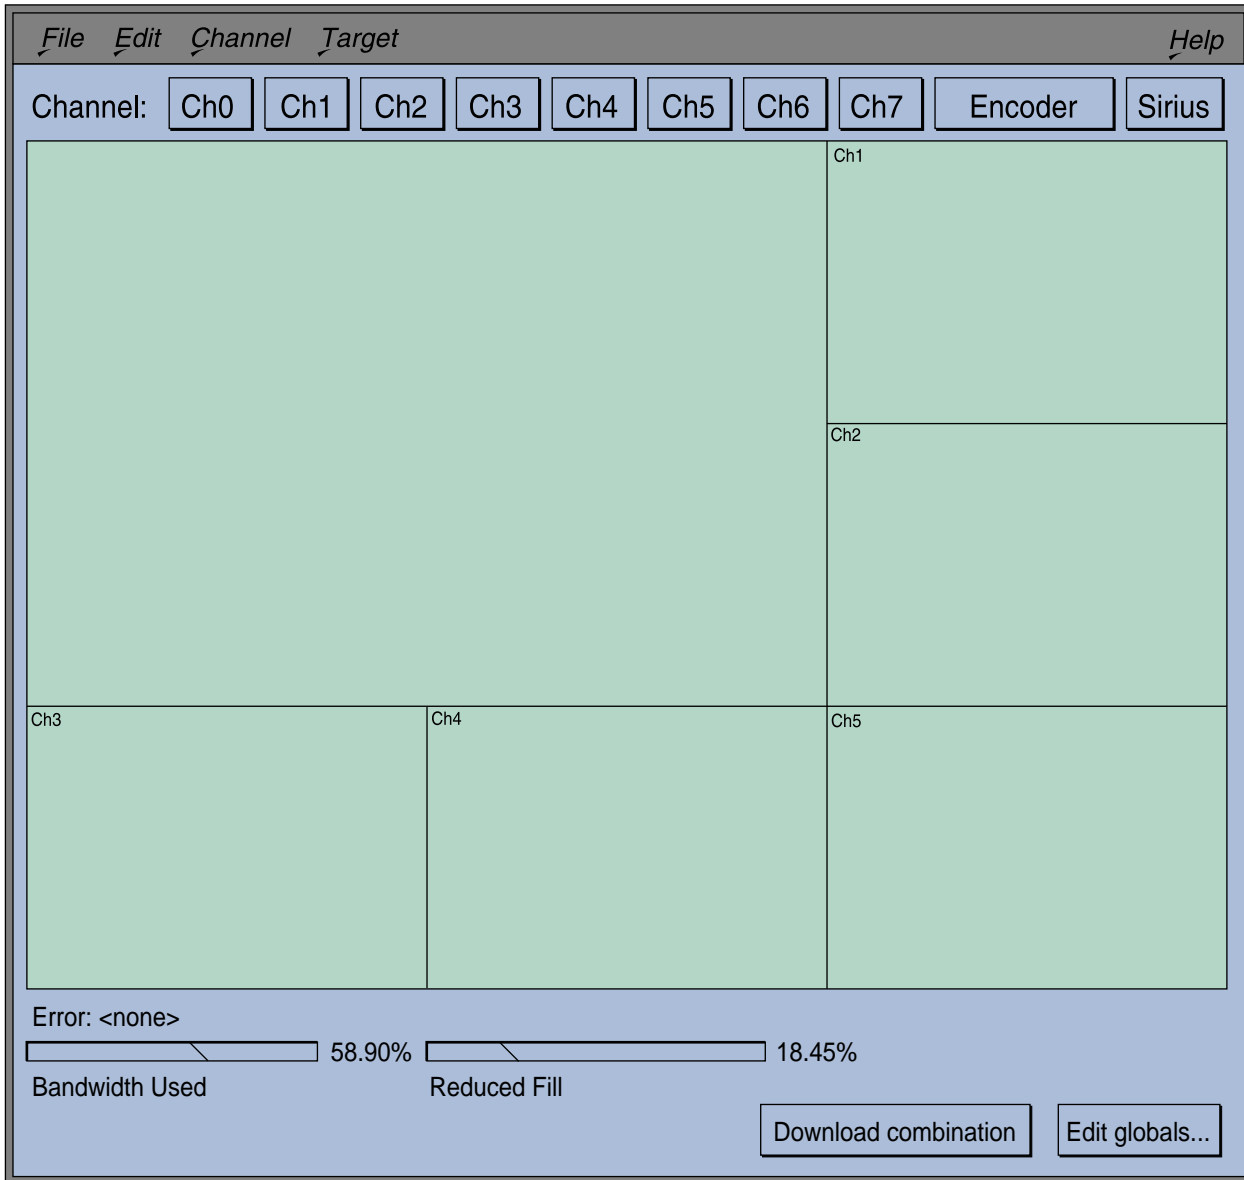 File Edit Channel Target Help
Channel: Ch0 Ch1 Ch2 Ch3 Ch4 Ch5 Ch6 Ch7 Encoder Sirius
Ch1
Ch2
Ch3 Ch4 Ch5
Error: <none>
58.90% 18.45%
Bandwidth Used Reduced Fill
Download combination Edit globals...